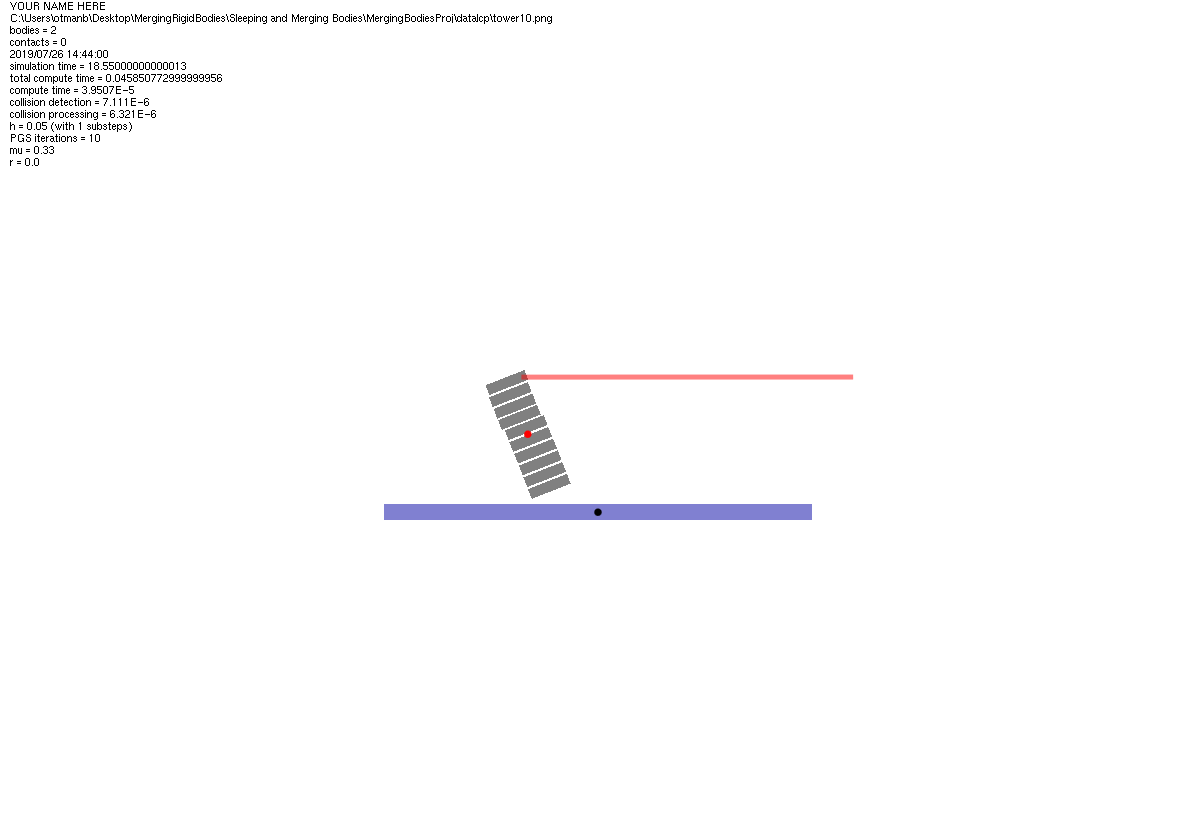 YOUR NAME HERE
C:\Users\otmanb\Desktop\MergingRigidBodies\Sleeping and Merging Bodies\MergingBodiesProj\datalcp\tower10.png
bodies = 2
contacts = 0
2019/07/26 14:44:00
simulation time = 18.55000000000013
total compute time = 0.045850772999999956
compute time = 3.9507E-5
collision detection = 7.111E-6
collision processing = 6.321E-6
h = 0.05 (with 1 substeps)
PGS iterations = 10
mu = 0.33
r = 0.0